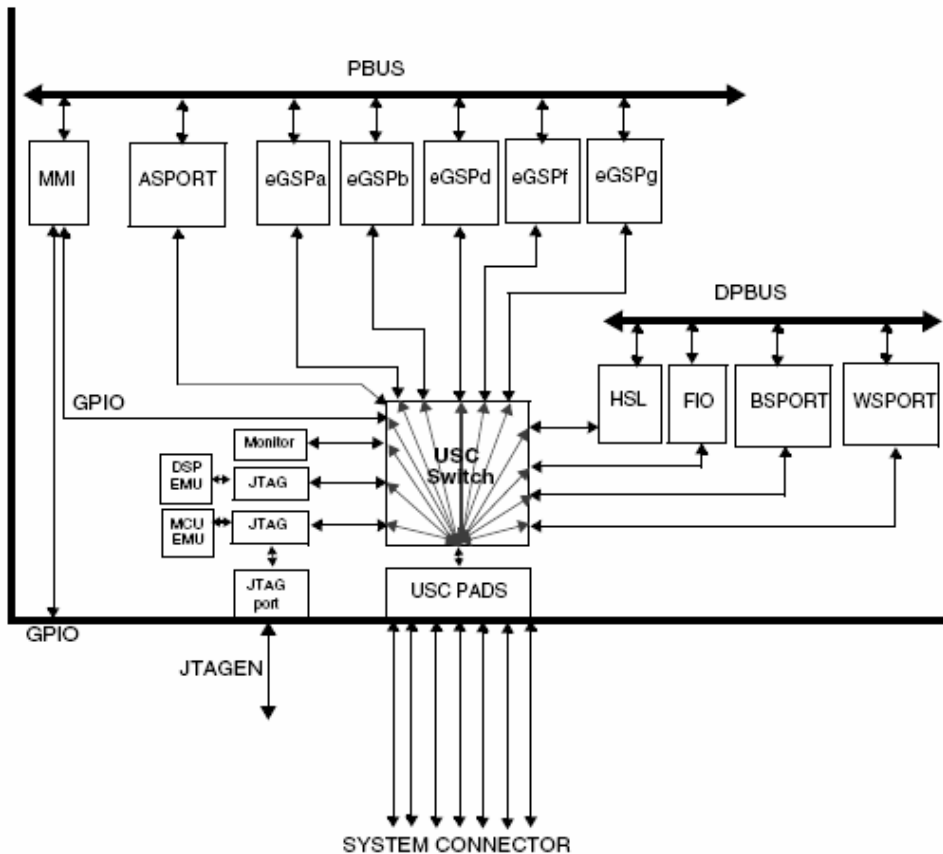 PBUS
MMI
ASPORT
eGSPa
eGSPb
eGSPd
eGSPf
eGSPg
DPBUS
HSL
FIO
BSPORT
WSPORT
GPIO
USC
Switch
Monitor
DSP
EMU
JTAG
MCU
EMU
JTAG
JTAG
port
USC PADS
GPIO
JTAGEN
SYSTEM CONNECTOR